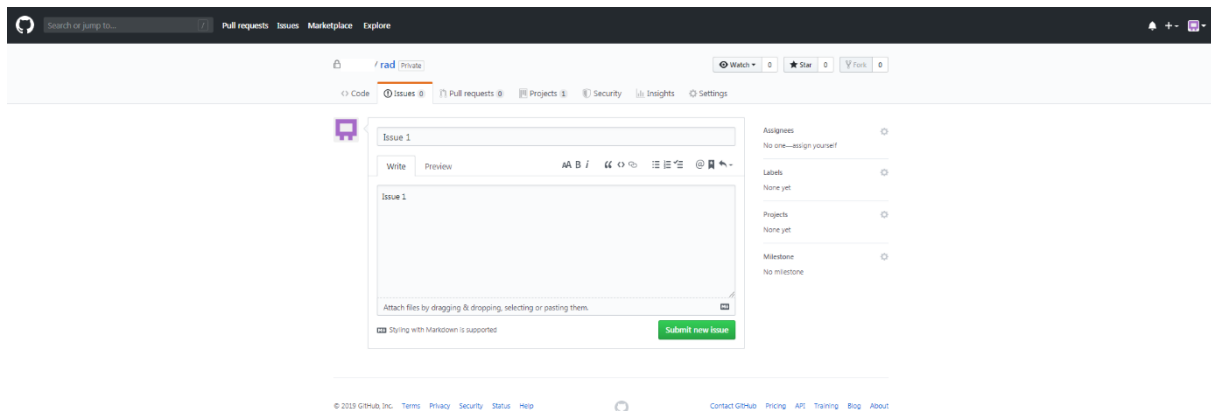 Search or jump to... / Pull requests Issues Marketplace Explore
/ rad Private Watch 0 Star 0 Fork 0
Code Issues 0 Pull requests 0 Projects 1 Security Insights Settings
Issue 1
Write Preview AA B i
Issue 1
Attach files by dragging & dropping, selecting or pasting them.
Styling with Markdown is supported Submit new issue
Assignees
No one—assign yourself
Labels
None yet
Projects
None yet
Milestone
No milestone
© 2019 GitHub, Inc. Terms Privacy Security Status Help Contact GitHub Pricing API Training Blog About